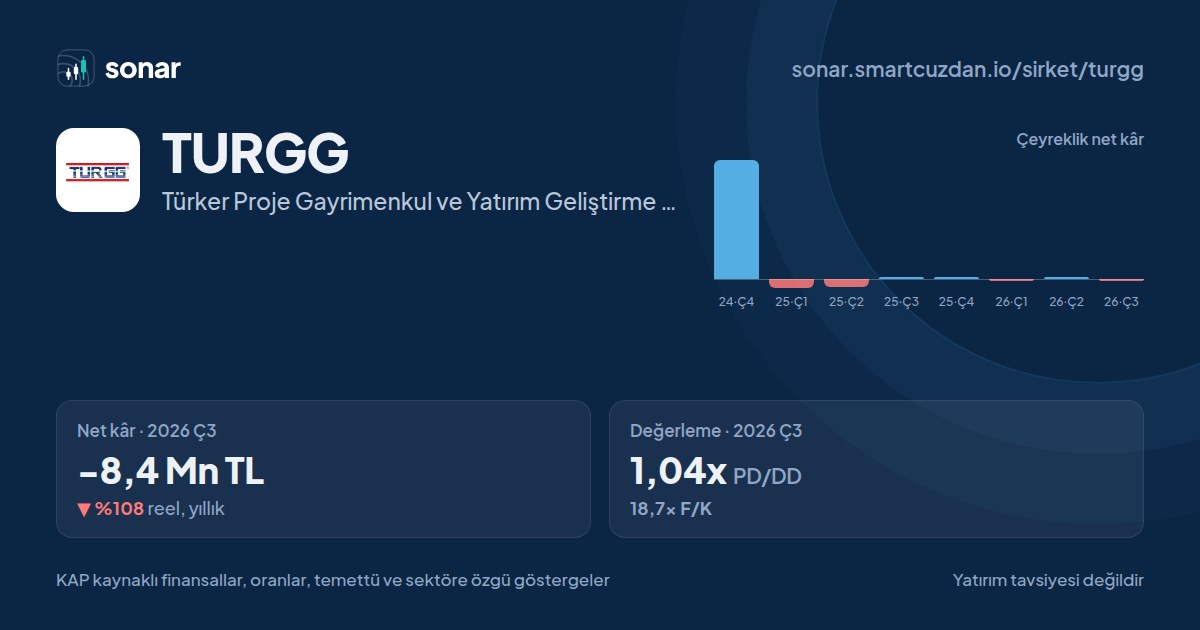 sonar
sonar.smartcuzdan.io/sirket/turgg
TURGG
TURGG
Türker Proje Gayrimenkul ve Yatırım Geliştirme ...
Çeyreklik net kâr
24·Ç4 25·Ç1 25·Ç2 25·Ç3 25·Ç4 26·Ç1 26·Ç2 26·Ç3
Net kâr · 2026 Ç3
-8,4 Mn TL
▼ %108 reel, yıllık
Değerleme · 2026 Ç3
1,04x PD/DD
18,7x F/K
KAP kaynaklı finansallar, oranlar, temettü ve sektöre özgü göstergeler
Yatırım tavsiyesi değildir